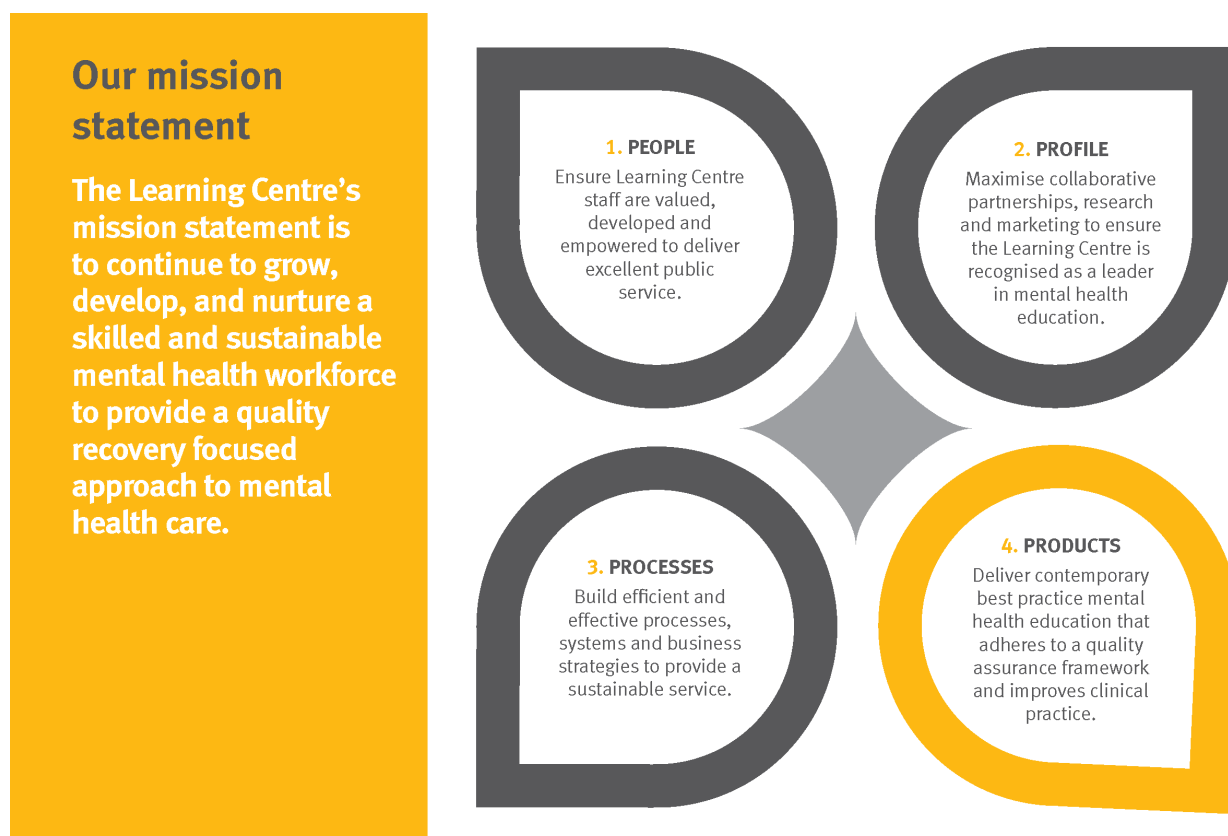 Our mission
statement
The Learning Centre’s
mission statement is
to continue to grow,
develop, and nurture a
skilled and sustainable
mental health workforce
to provide a quality
recovery focused
approach to mental
health care.
1. PEOPLE
Ensure Learning Centre
staff are valued,
developed and
empowered to deliver
excellent public
service.
2. PROFILE
Maximise collaborative
partnerships, research
and marketing to ensure
the Learning Centre is
recognised as a leader
in mental health
education.
3. PROCESSES
Build efficient and
effective processes,
systems and business
strategies to provide a
sustainable service.
4. PRODUCTS
Deliver contemporary
best practice mental
health education that
adheres to a quality
assurance framework
and improves clinical
practice.